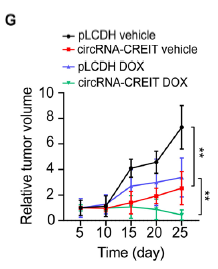 G
pLCDH vehicle
circRNA-CREIT vehicle
pLCDH DOX
circRNA-CREIT DOX
Relative tumor volume
10
8
6
4
2
0
5 10 15 20 25
Time (day)
**
**